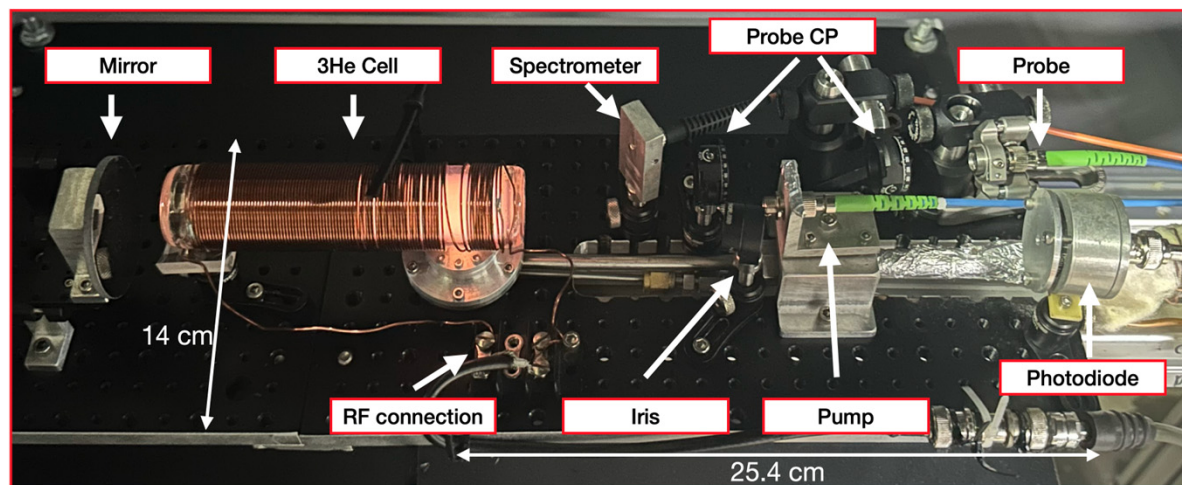 Mirror
3He Cell
Spectrometer
Probe CP
Probe
14 cm
RF connection
Iris
Pump
Photodiode
25.4 cm